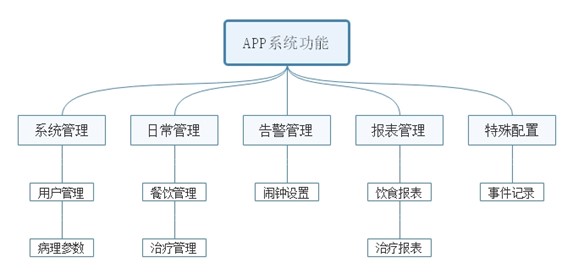 APP系统功能
系统管理
日常管理
告警管理
报表管理
特殊配置
用户管理
餐饮管理
闹钟设置
饮食报表
事件记录
病理参数
治疗管理
治疗报表